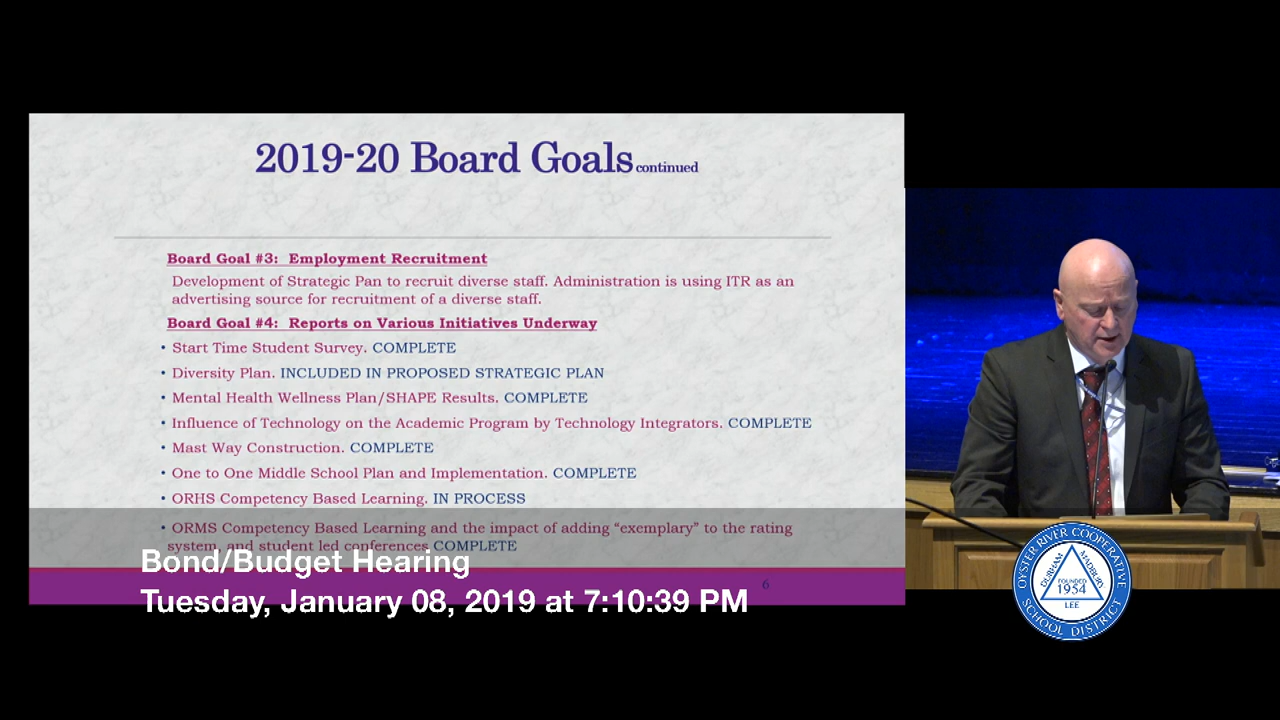 2019-20 Board Goals continued
Board Goal #3: Employment Recruitment
Development of Strategic Pan to recruit diverse staff. Administration is using ITR as an
advertising source for recruitment of a diverse staff.
Board Goal #4: Reports on Various Initiatives Underway
• Start Time Student Survey. COMPLETE
• Diversity Plan. INCLUDED IN PROPOSED STRATEGIC PLAN
• Mental Health Wellness Plan/SHAPE Results. COMPLETE
• Influence of Technology on the Academic Program by Technology Integrators. COMPLETE
• Mast Way Construction. COMPLETE
• One to One Middle School Plan and Implementation. COMPLETE
• ORHS Competency Based Learning. IN PROCESS
• ORMS Competency Based Learning and the impact of adding “exemplary” to the rating
system, and student led conferences COMPLETE
6
Bond/Budget Hearing
Tuesday, January 08, 2019 at 7:10:39 PM
OYSTER RIVER COOPERATIVE
SCHOOL DISTRICT
DURHAM
MADBURY
FOUNDED
1954
LEE